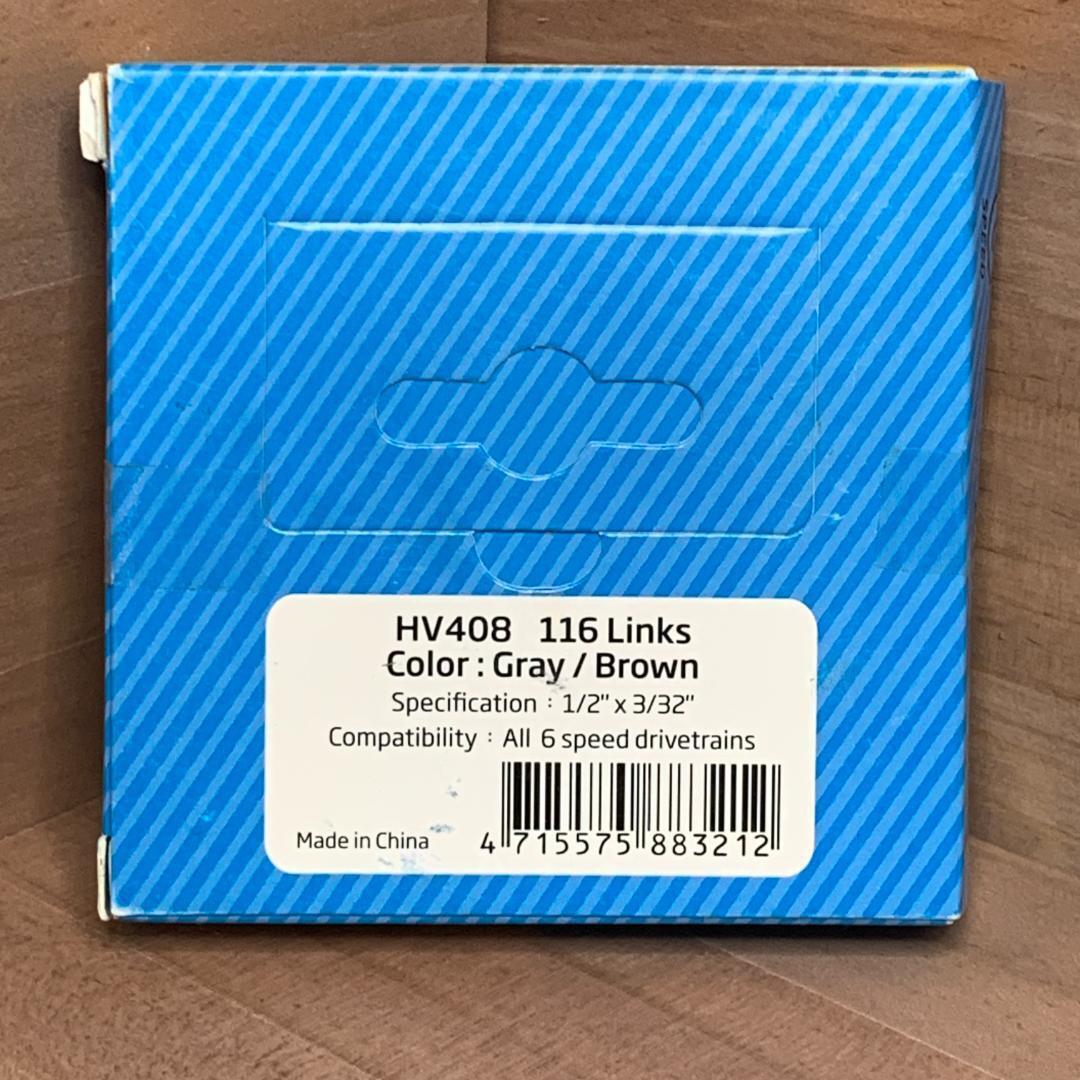 HV408 116 Links
Color : Gray / Brown
Specification : 1/2" x 3/32"
Compatibility : All 6 speed drivetrains
Made in China
4 715575 883212
SPEED